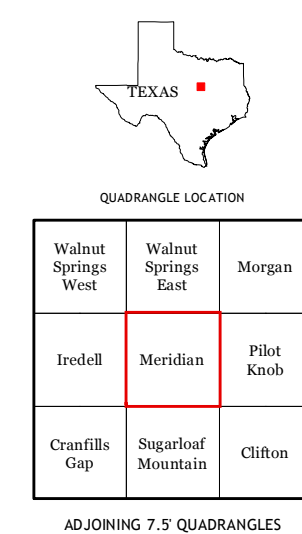 TEXAS
QUADRANGLE LOCATION
Walnut
Springs
West
Walnut
Springs
East
Morgan
Iredell
Meridian
Pilot
Knob
Cranfills
Gap
Sugarloaf
Mountain
Clifton
ADJOINING 7.5' QUADRANGLES